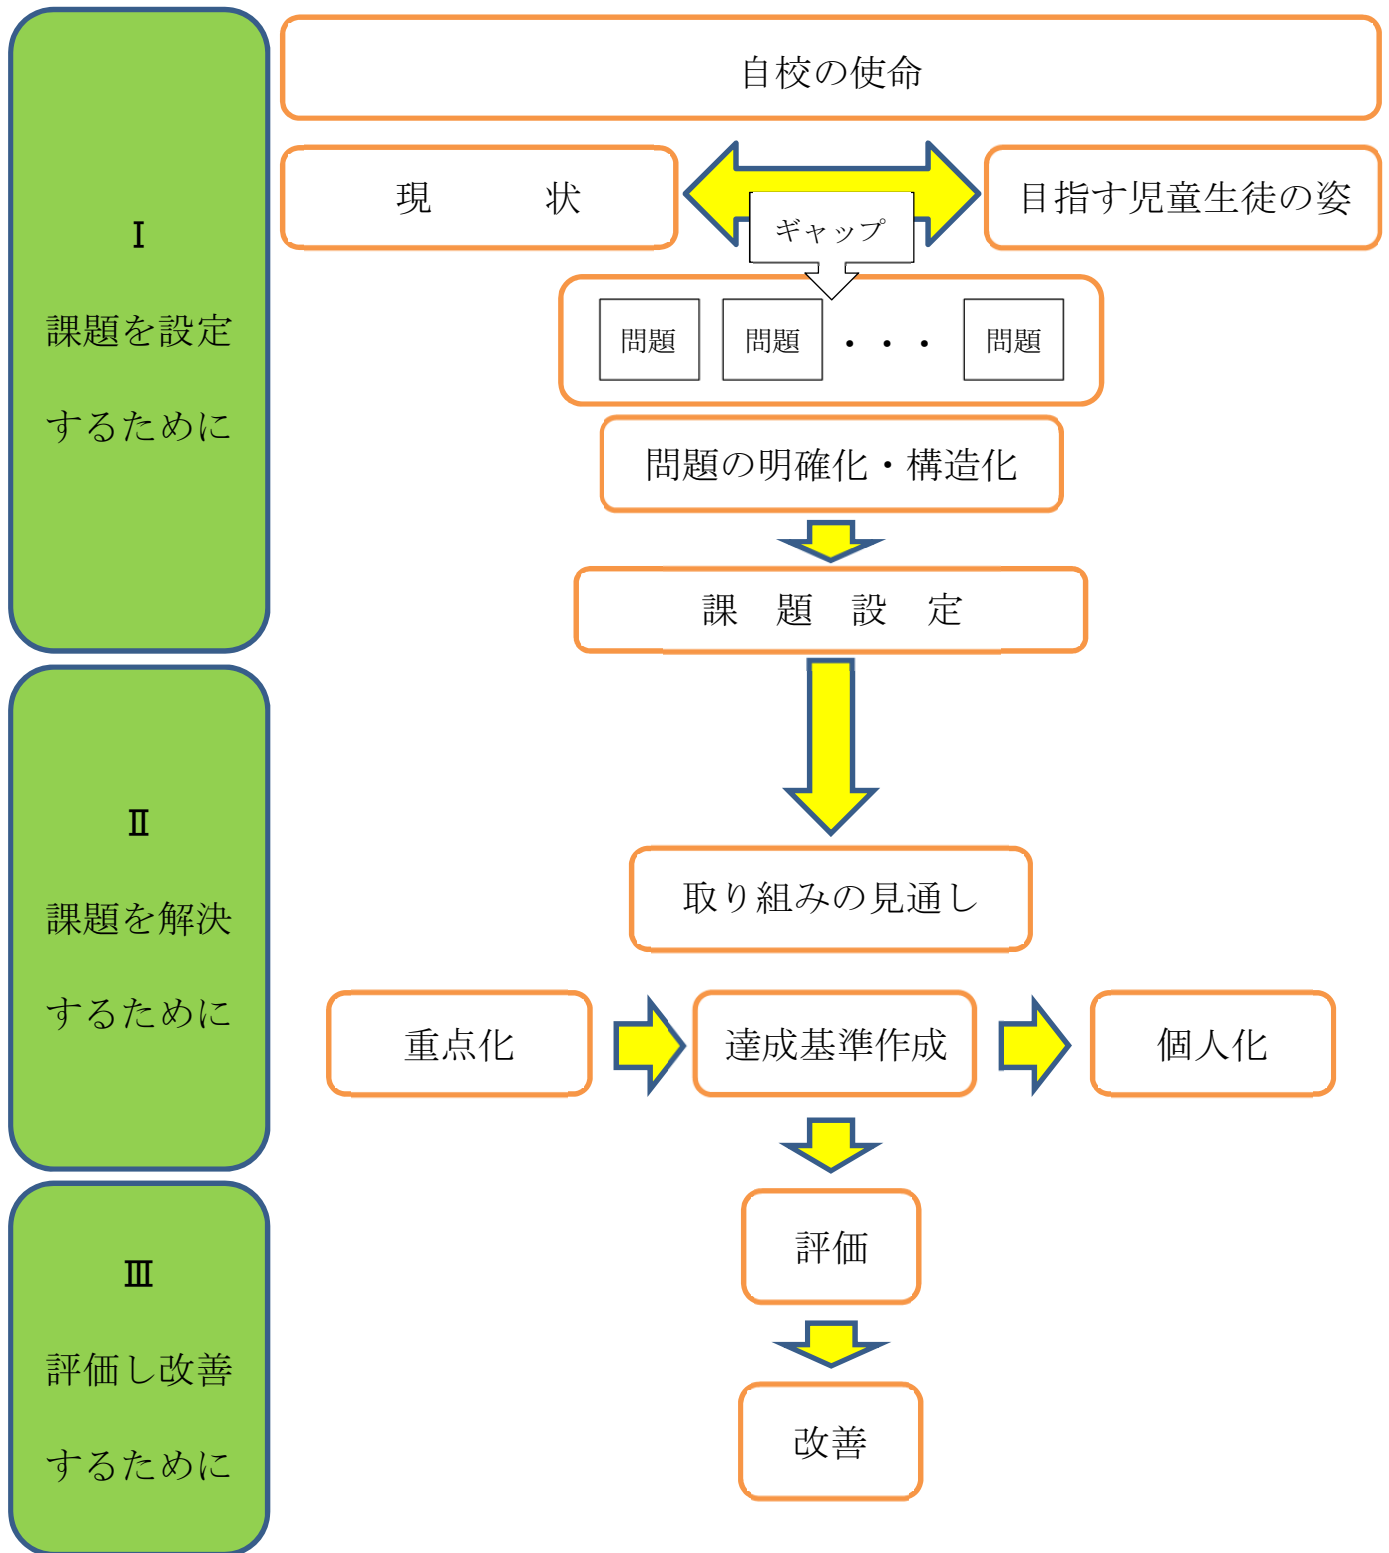 自校の使命
現　　　状
目指す児童生徒の姿
ギャップ
問題
問題
・・・
問題
問題の明確化・構造化
課　題　設　定
Ⅰ
課題を設定
するために
取り組みの見通し
重点化
達成基準作成
個人化
Ⅱ
課題を解決
するために
評価
改善
Ⅲ
評価し改善
するために